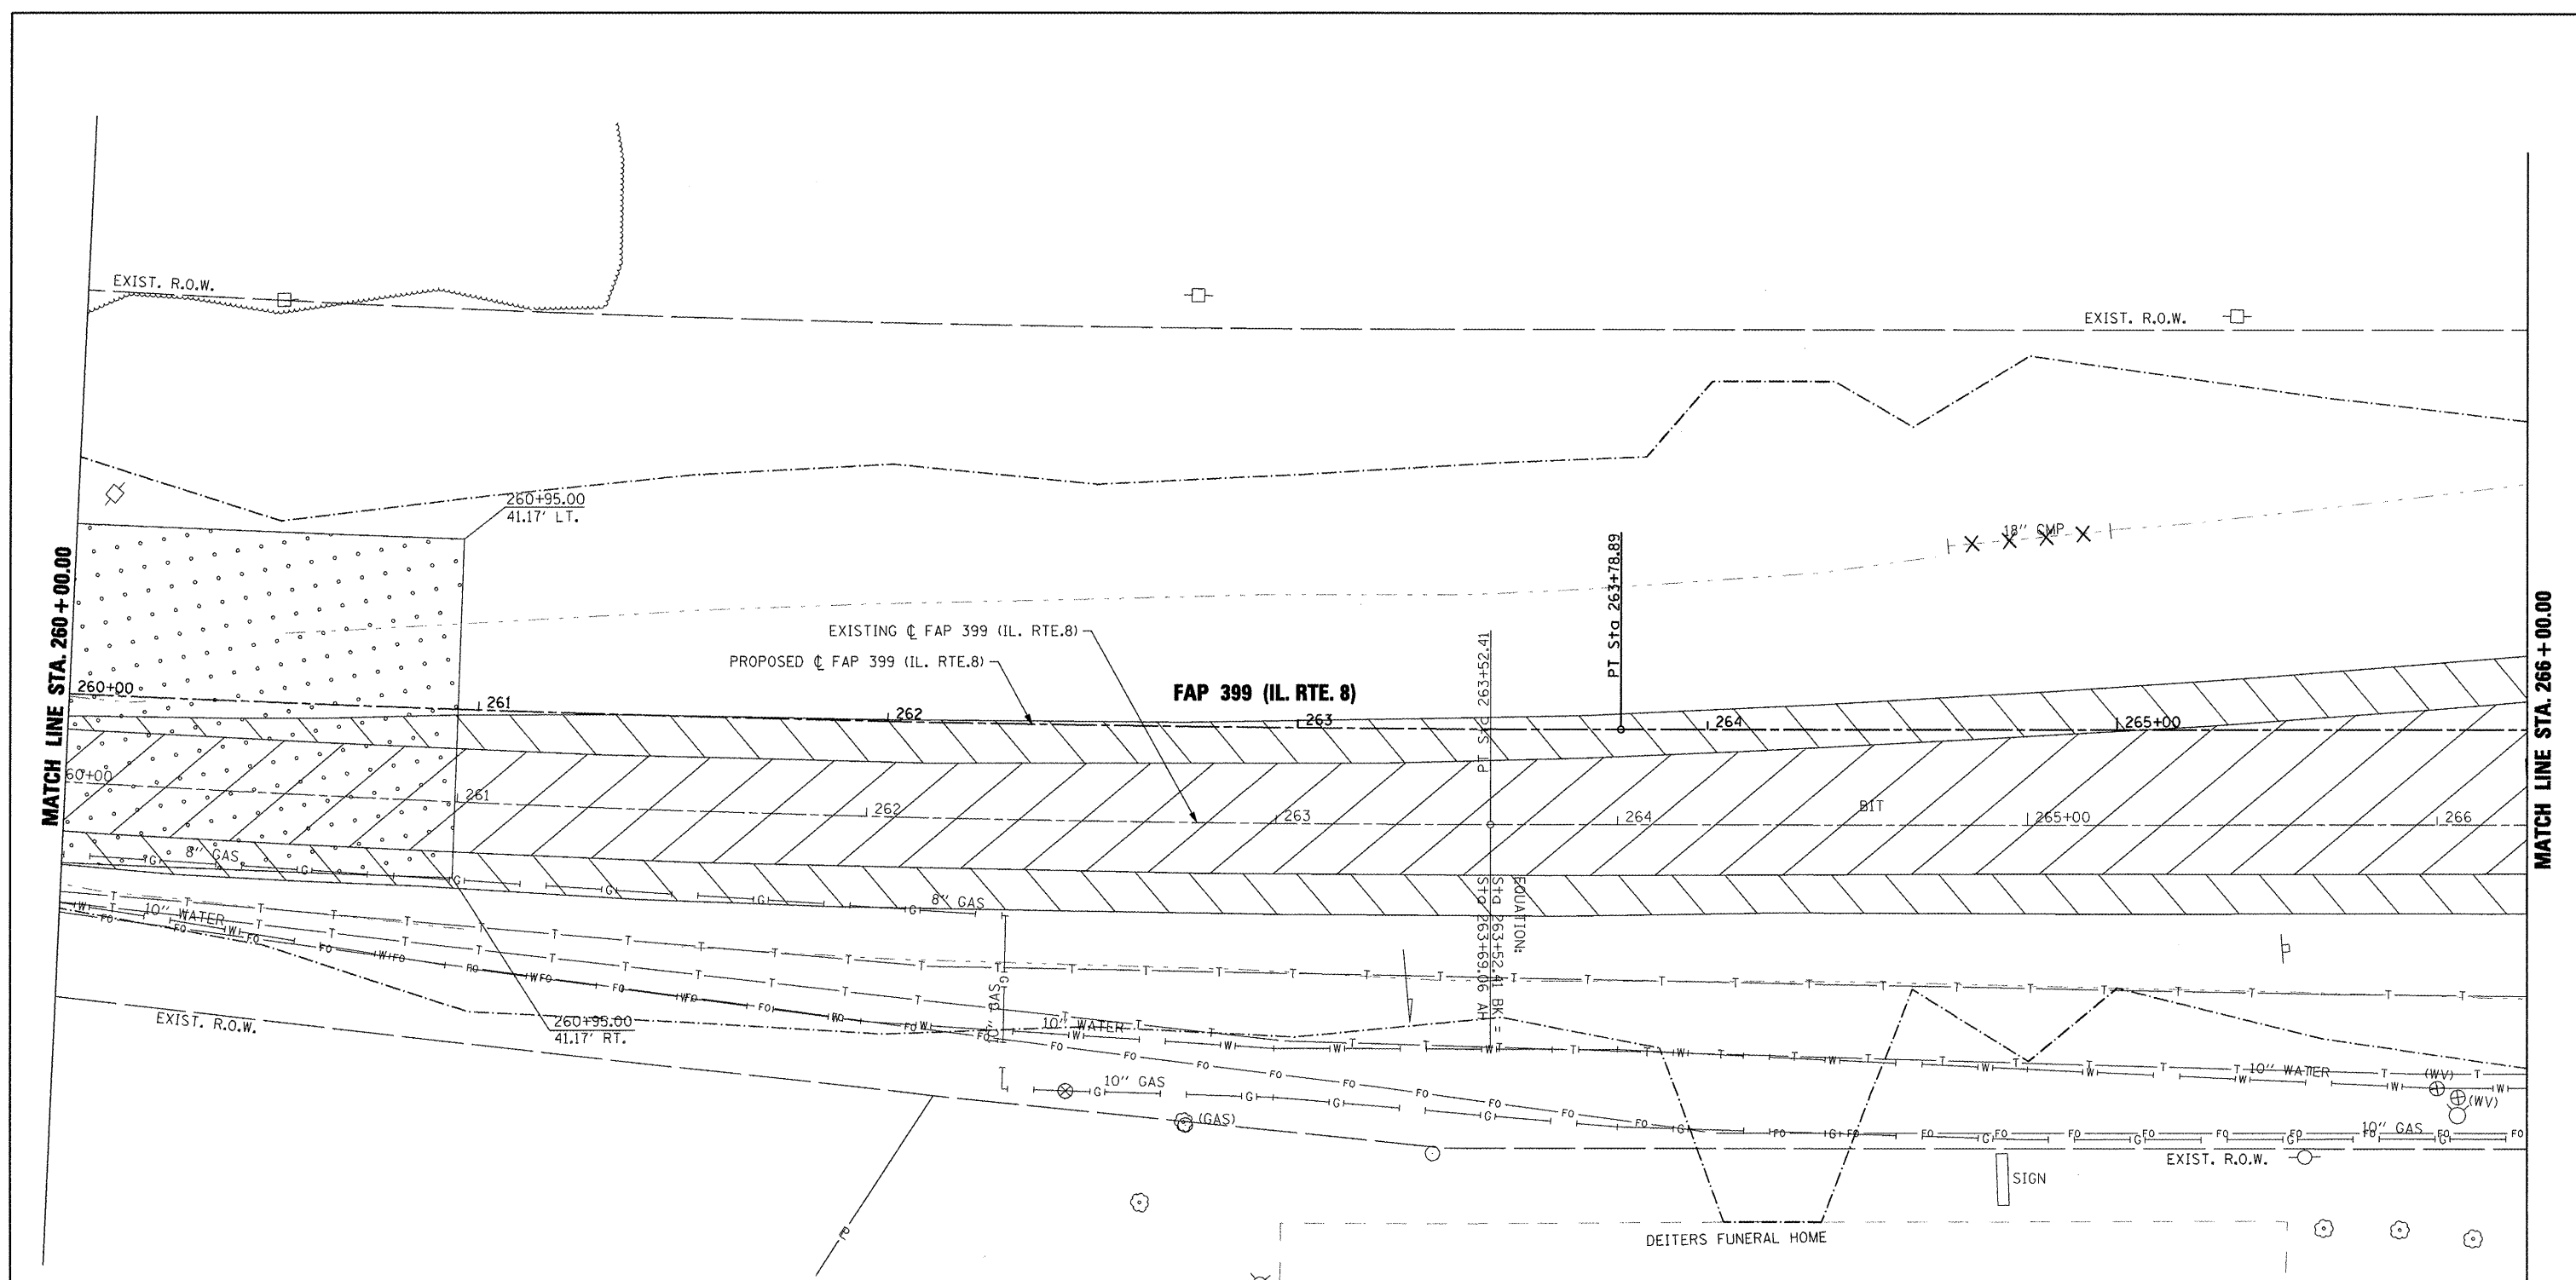 EXIST. R.O.W.
EXIST. R.O.W.
260+95.00
41.17' LT.
18" CMP
PT Sta 263+78.89
MATCH LINE STA. 260+00.00
MATCH LINE STA. 266+00.00
EXISTING ℄ FAP 399 (IL. RTE.8)
PROPOSED ℄ FAP 399 (IL. RTE.8)
FAP 399 (IL. RTE. 8)
PT Sta 263+52.41
260+00
261
262
263
264
265+00
60+00
261
262
263
264
BIT
265+00
266
8" GAS
8" GAS
EQUATION:
Sta 263+52.41 BK =
Sta 263+69.06 AH
10" WATER
10" GAS
10" WATER
EXIST. R.O.W.
260+95.00
41.17' RT.
10" GAS
(GAS)
10" WATER
(WV)
(WV)
10" GAS
EXIST. R.O.W.
SIGN
DEITERS FUNERAL HOME